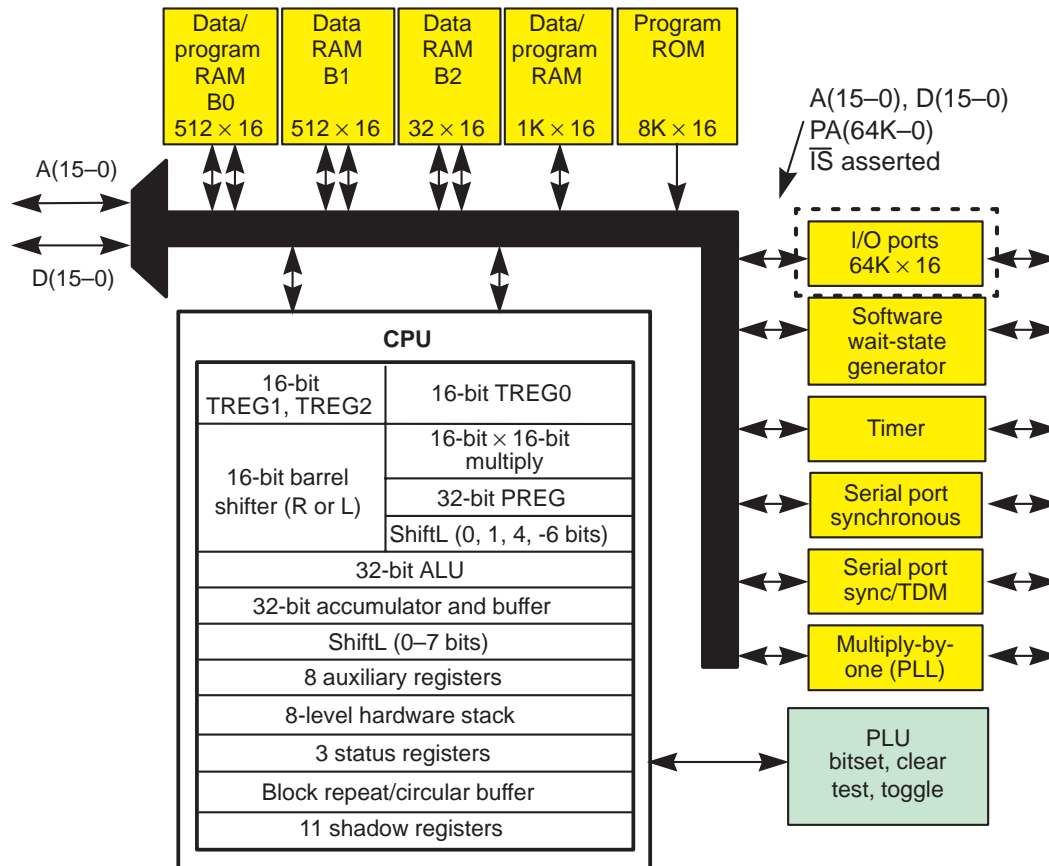 Data/
program
RAM
B0
512 × 16
Data
RAM
B1
512 × 16
Data
RAM
B2
32 × 16
Data/
program
RAM
1K × 16
Program
ROM
8K × 16
A(15–0), D(15–0)
PA(64K–0)
I̅S̅ asserted
A(15–0)
D(15–0)
I/O ports
64K × 16
Software
wait-state
generator
Timer
Serial port
synchronous
Serial port
sync/TDM
Multiply-by-
one (PLL)
PLU
bitset, clear
test, toggle
CPU
16-bit
TREG1, TREG2
16-bit TREG0
16-bit barrel
shifter (R or L)
16-bit × 16-bit
multiply
32-bit PREG
ShiftL (0, 1, 4, -6 bits)
32-bit ALU
32-bit accumulator and buffer
ShiftL (0–7 bits)
8 auxiliary registers
8-level hardware stack
3 status registers
Block repeat/circular buffer
11 shadow registers